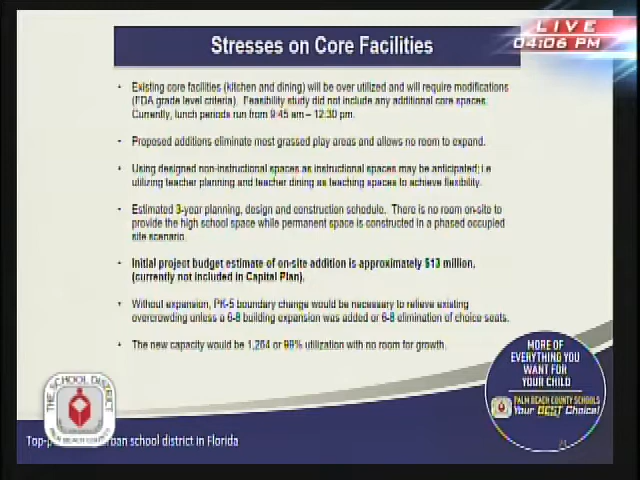 LIVE
04:06 PM
Stresses on Core Facilities
• Existing core facilities (kitchen and dining) will be over utilized and will require modifications
(FDA grade level criteria). Feasibility study did not include any additional core spaces.
Currently, lunch periods run from 9:45 am – 12:30 pm.
• Proposed additions eliminate most grassed play areas and allows no room to expand.
• Using designed non-instructional spaces as instructional spaces may be anticipated; i.e
utilizing teacher planning and teacher dining as teaching spaces to achieve flexibility.
• Estimated 3-year planning, design and construction schedule. There is no room on-site to
provide the high school space while permanent space is constructed in a phased occupied
site scenario.
• Initial project budget estimate of on-site addition is approximately $13 million,
(currently not included in Capital Plan).
• Without expansion, PK-5 boundary change would be necessary to relieve existing
overcrowding unless a 6-8 building expansion was added or 6-8 elimination of choice seats.
• The new capacity would be 1,264 or 99% utilization with no room for growth.
MORE OF
EVERYTHING YOU
WANT FOR
YOUR CHILD
PALM BEACH COUNTY SCHOOLS
Your BEST Choice!
THE SCHOOL DISTRICT
PALM BEACH COUNTY
Top-p ban school district in Florida